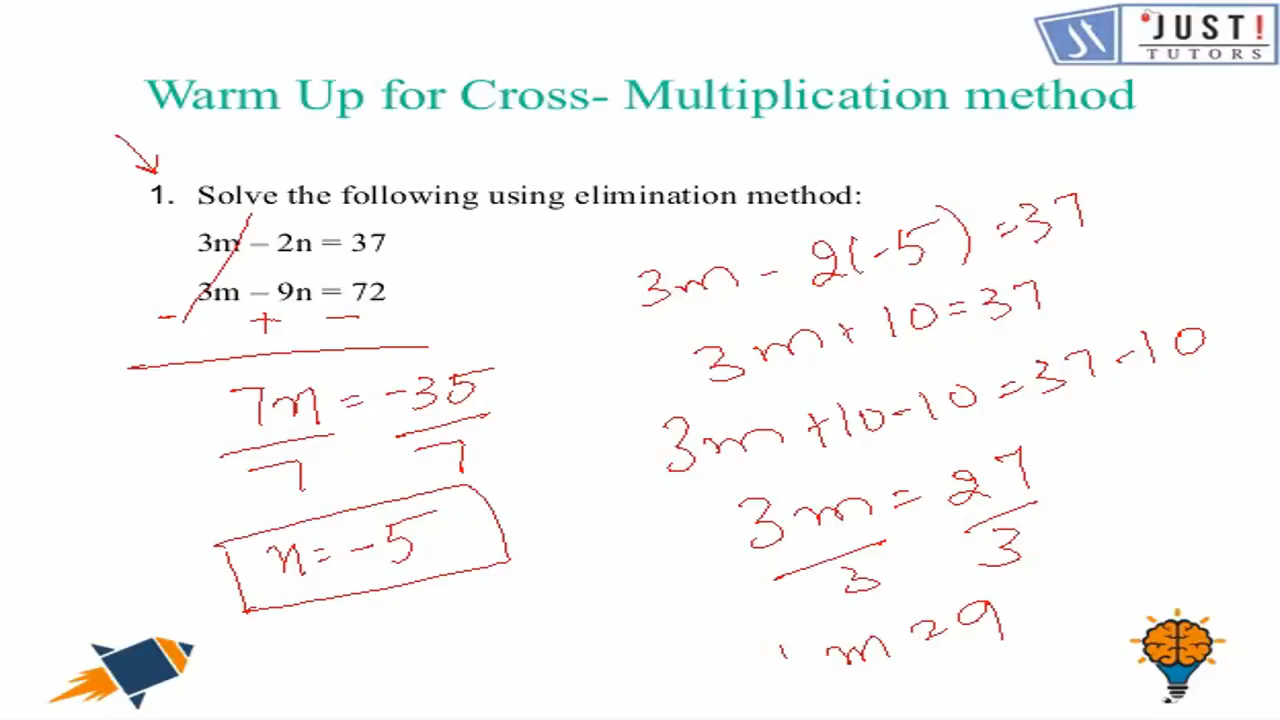 JUST!
TUTORS
Warm Up for Cross- Multiplication method
1. Solve the following using elimination method:
3m – 2n = 37
3m – 9n = 72
- + -
7n = -35
7 7
n = -5
3m - 2(-5) = 37
3m + 10 = 37
3m + 10 - 10 = 37 - 10
3m = 27
3 3
m = 9